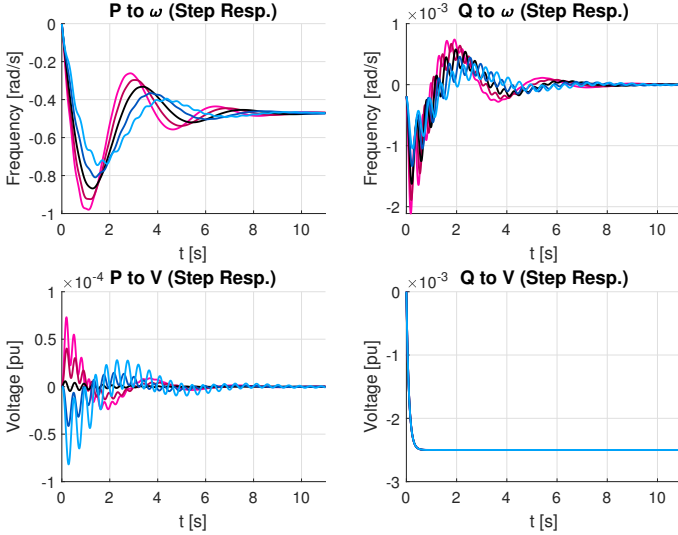 P to ω (Step Resp.)
0
-0.2
-0.4
-0.6
-0.8
-1
Frequency [rad/s]
0 2 4 6 8 10
t [s]
Q to ω (Step Resp.)
×10⁻³
1
0
-1
-2
Frequency [rad/s]
0 2 4 6 8 10
t [s]
P to V (Step Resp.)
×10⁻⁴
1
0.5
0
-0.5
-1
Voltage [pu]
0 2 4 6 8 10
t [s]
Q to V (Step Resp.)
×10⁻³
0
-1
-2
-3
Voltage [pu]
0 2 4 6 8 10
t [s]